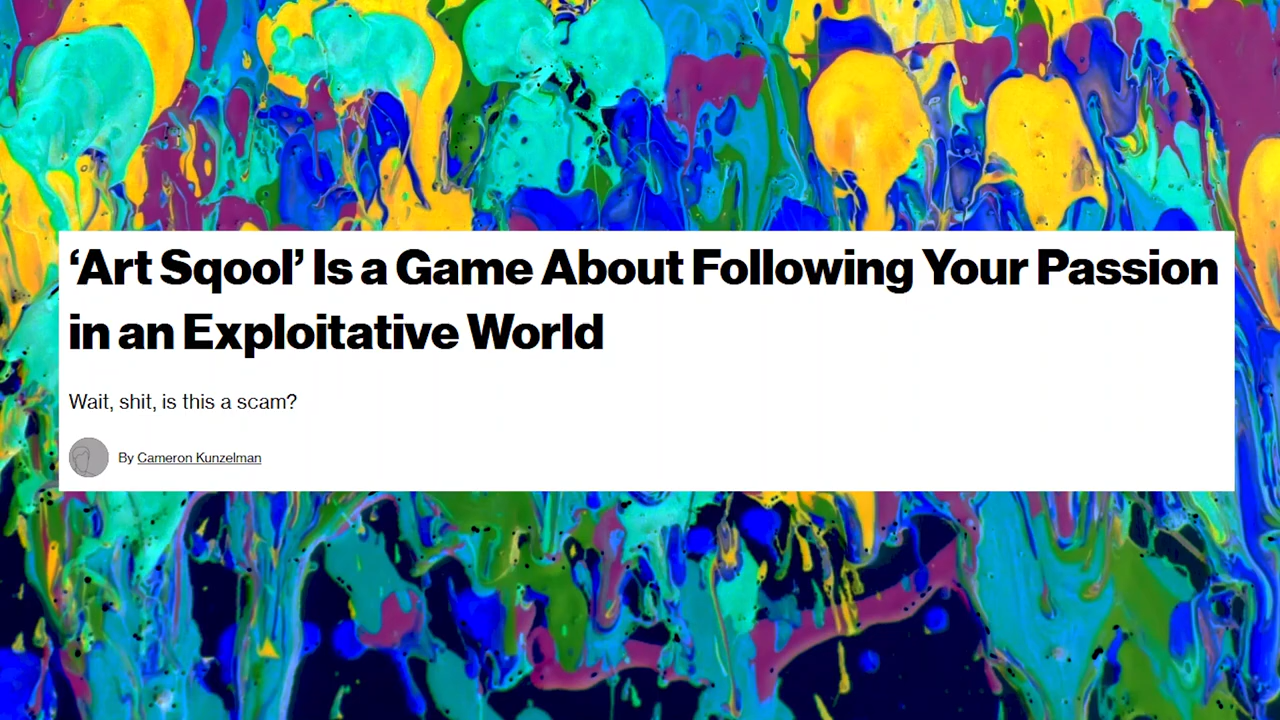 ‘Art Sqool’ Is a Game About Following Your Passion
in an Exploitative World
Wait, shit, is this a scam?
By Cameron Kunzelman